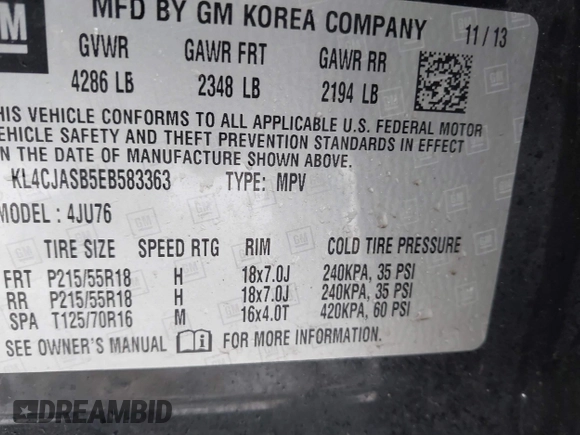 GM MFD BY GM KOREA COMPANY 11/13
GVWR GAWR FRT GAWR RR
4286 LB 2348 LB 2194 LB
THIS VEHICLE CONFORMS TO ALL APPLICABLE U.S. FEDERAL MOTOR
VEHICLE SAFETY AND THEFT PREVENTION STANDARDS IN EFFECT
ON THE DATE OF MANUFACTURE SHOWN ABOVE.
KL4CJASB5EB583363 TYPE: MPV
MODEL : 4JU76
TIRE SIZE SPEED RTG RIM COLD TIRE PRESSURE
FRT P215/55R18 H 18x7.0J 240KPA, 35 PSI
RR P215/55R18 H 18x7.0J 240KPA, 35 PSI
SPA T125/70R16 M 16x4.0T 420KPA, 60 PSI
SEE OWNER'S MANUAL FOR MORE INFORMATION
DREAMBID